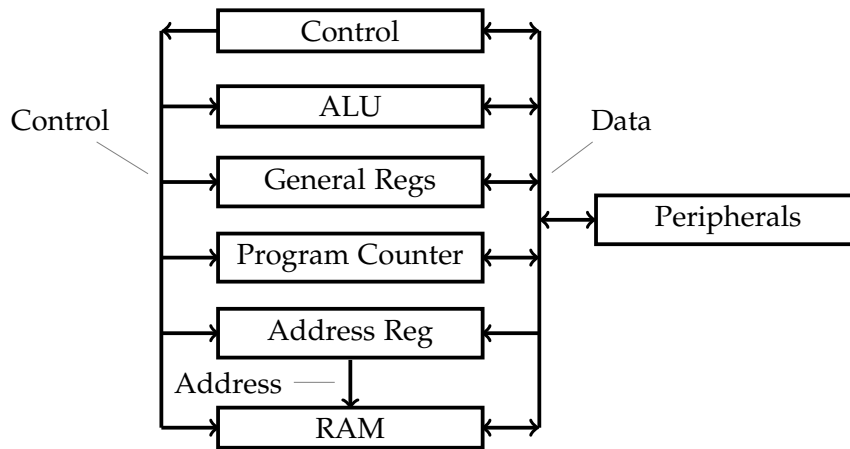 Control
ALU
Control
Data
General Regs
Peripherals
Program Counter
Address Reg
Address
RAM